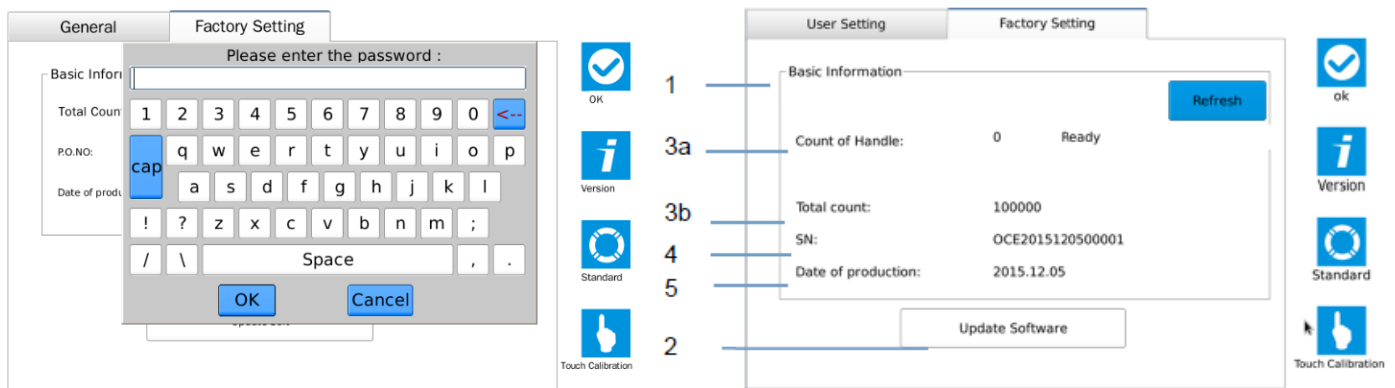 General
Factory Setting
Please enter the password :
Basic Infor
Total Coun
P.O.NO:
Date of produ
1 2 3 4 5 6 7 8 9 0 <--
cap
q w e r t y u i o p
a s d f g h j k l
! ? z x c v b n m ;
/ \ Space , .
OK
Cancel
OK
Version
Standard
Touch Calibration
1
3a
3b
4
5
2
User Setting
Factory Setting
Basic Information
Refresh
Count of Handle: 0 Ready
Total count: 100000
SN: OCE2015120500001
Date of production: 2015.12.05
Update Software
ok
Version
Standard
Touch Calibration